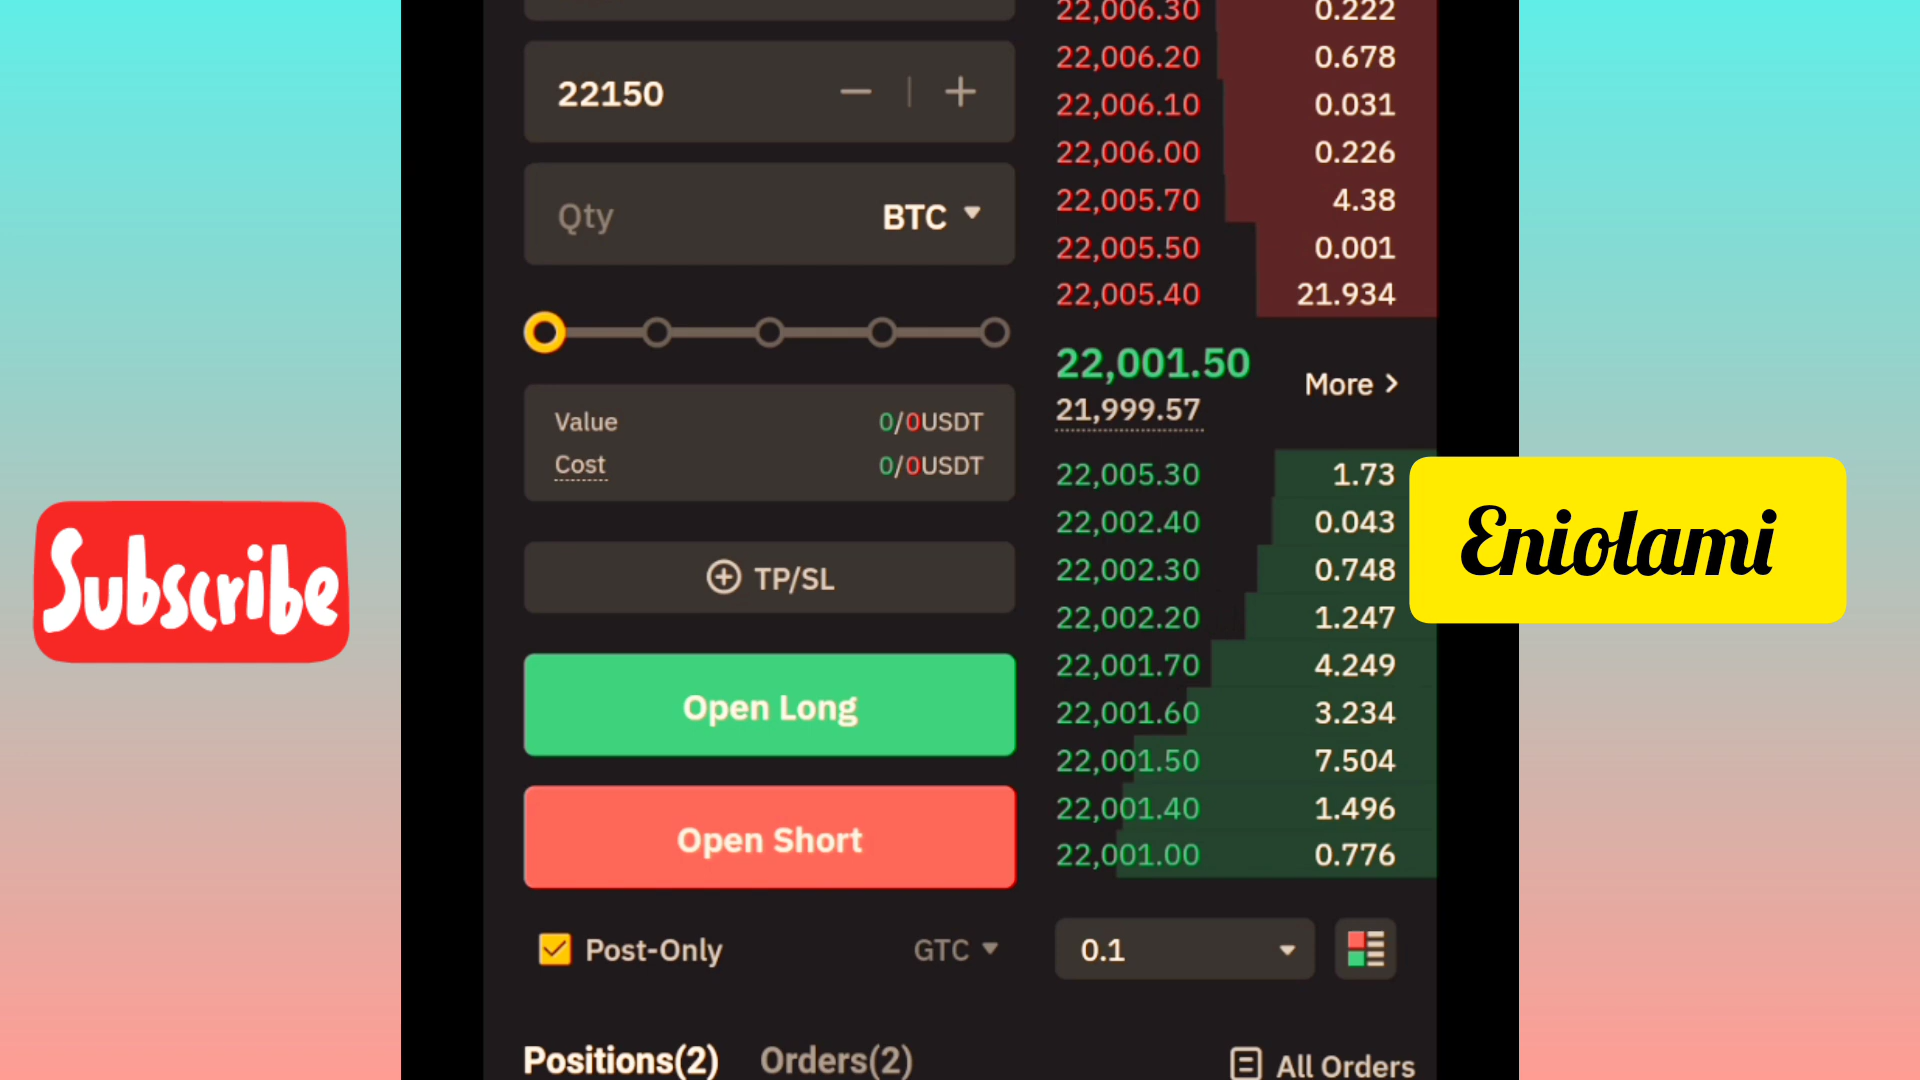 22150
Qty BTC
Value 0/0USDT
Cost 0/0USDT
TP/SL
Open Long
Open Short
Post-Only GTC
22,006.30 0.222
22,006.20 0.678
22,006.10 0.031
22,006.00 0.226
22,005.70 4.38
22,005.50 0.001
22,005.40 21.934
22,001.50
21,999.57
More >
22,005.30 1.73
22,002.40 0.043
22,002.30 0.748
22,002.20 1.247
22,001.70 4.249
22,001.60 3.234
22,001.50 7.504
22,001.40 1.496
22,001.00 0.776
0.1
Positions(2) Orders(2) All Orders
Subscribe
Eniolami